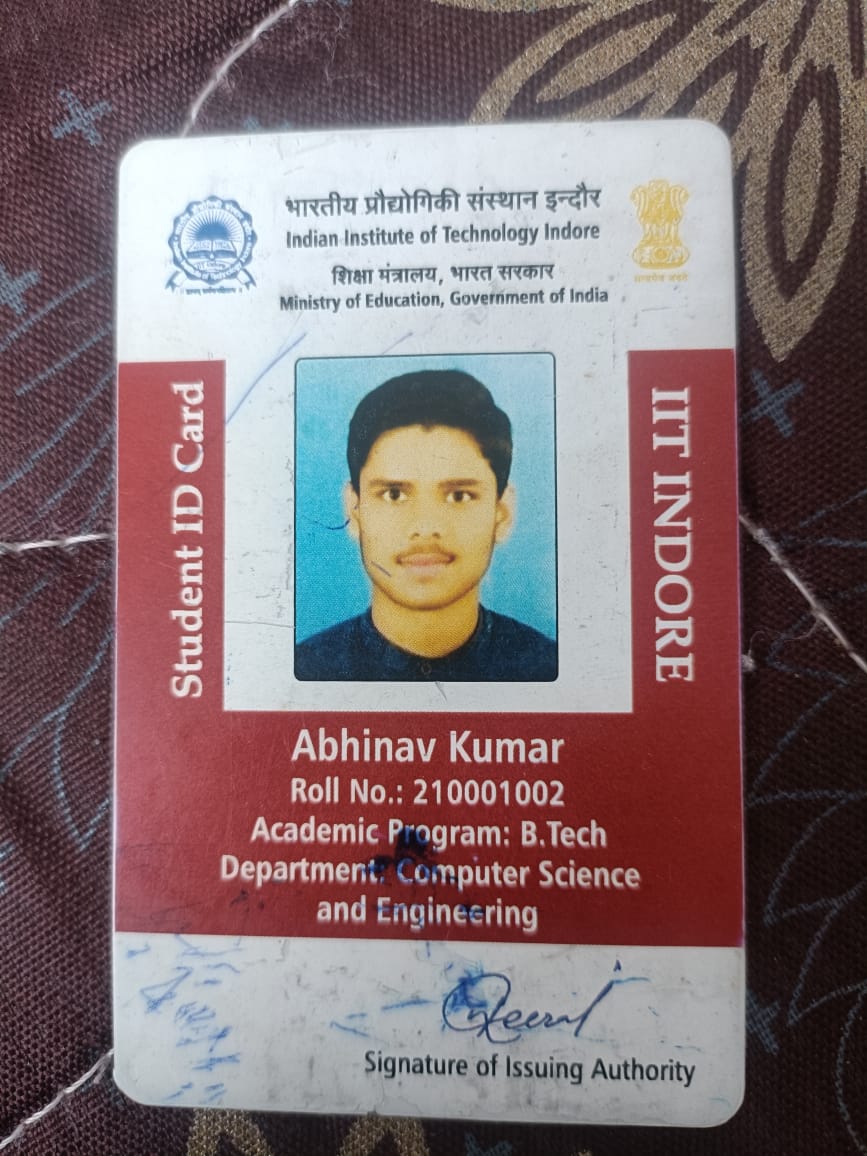 भारतीय प्रौद्योगिकी संस्थान इन्दौर
Indian Institute of Technology Indore
शिक्षा मंत्रालय, भारत सरकार
Ministry of Education, Government of India
सत्यमेव जयते
Student ID Card
IIT INDORE
Abhinav Kumar
Roll No.: 210001002
Academic Program: B.Tech
Department: Computer Science
and Engineering
Signature of Issuing Authority